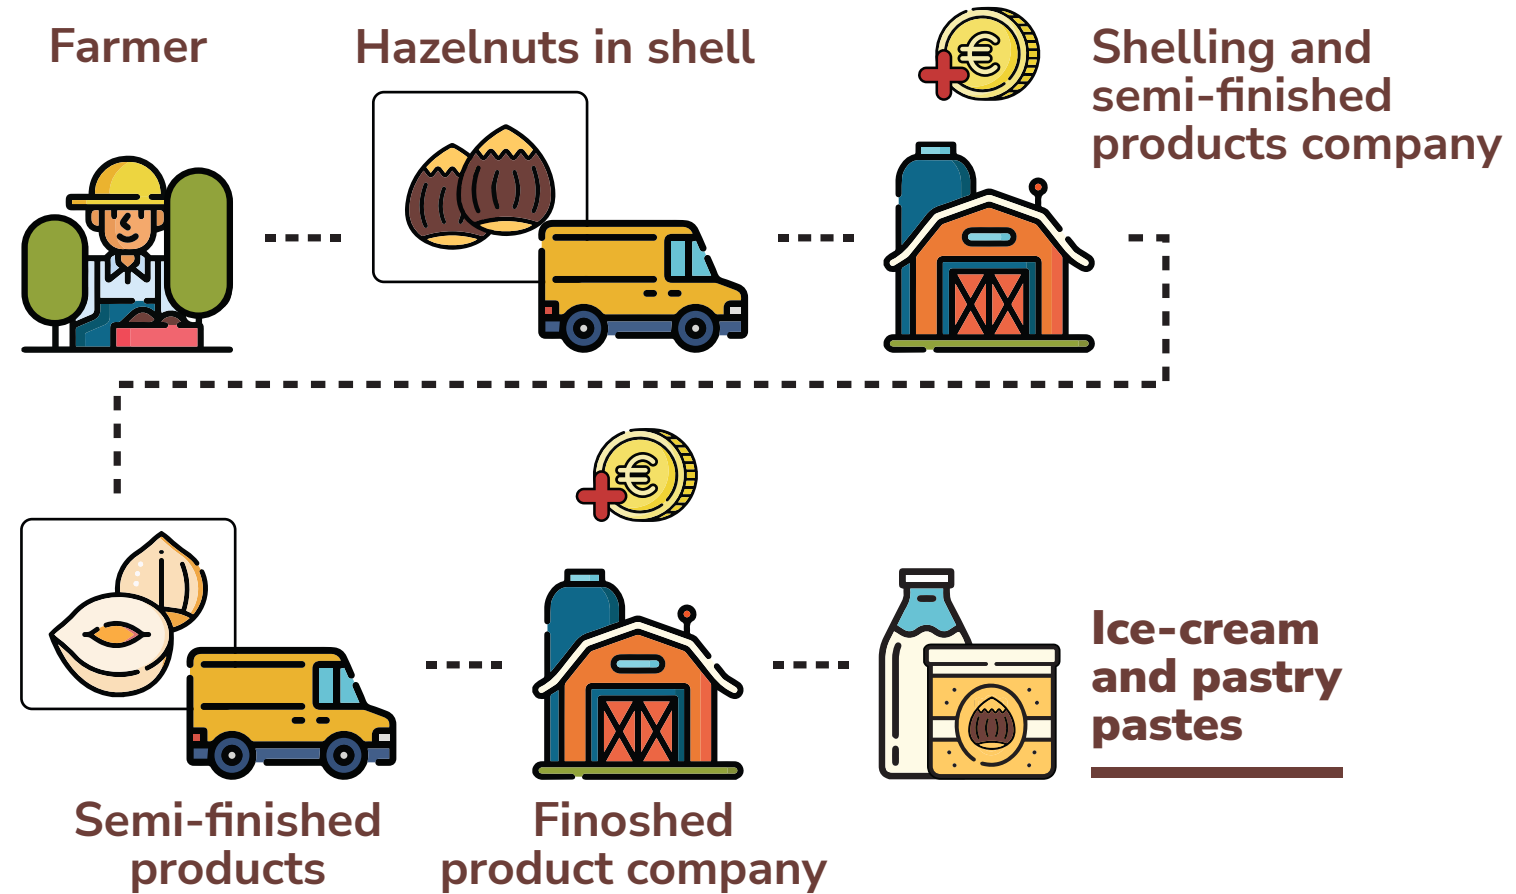 Farmer
Hazelnuts in shell
€
Shelling and
semi-finished
products company
€
Semi-finished
products
Finoshed
product company
Ice-cream
and pastry
pastes